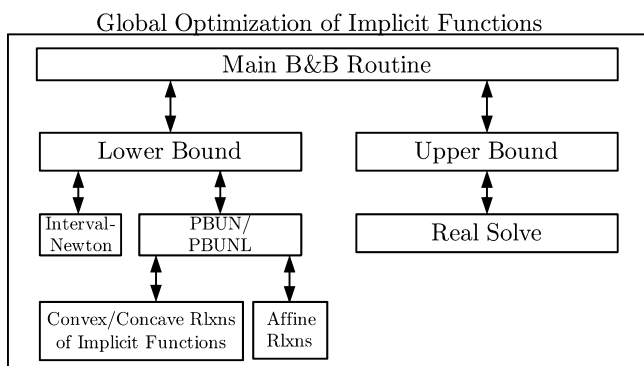 Global Optimization of Implicit Functions
Main B&B Routine
Lower Bound
Upper Bound
Interval-
Newton
PBUN/
PBUNL
Real Solve
Convex/Concave Rlxns
of Implicit Functions
Affine
Rlxns